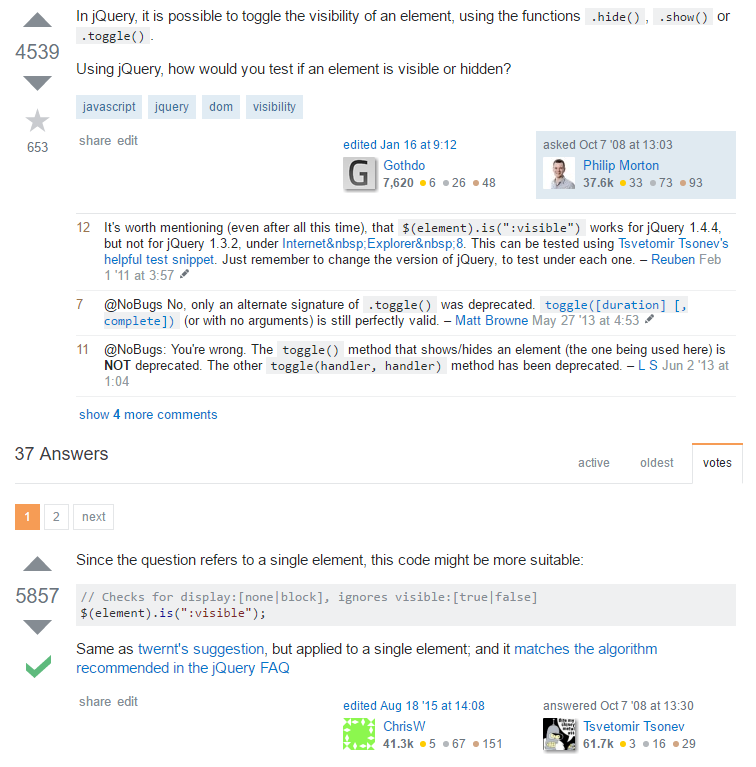 In jQuery, it is possible to toggle the visibility of an element, using the functions .hide() , .show() or
.toggle() .
4539
Using jQuery, how would you test if an element is visible or hidden?
javascript jquery dom visibility
653
share edit
edited Jan 16 at 9:12
Gothdo
7,620 6 26 48
asked Oct 7 '08 at 13:03
Philip Morton
37.6k 33 73 93
12 It's worth mentioning (even after all this time), that $(element).is(":visible") works for jQuery 1.4.4,
but not for jQuery 1.3.2, under Internet&nbsp;Explorer&nbsp;8. This can be tested using Tsvetomir Tsonev's
helpful test snippet. Just remember to change the version of jQuery, to test under each one. – Reuben Feb
1 '11 at 3:57
7 @NoBugs No, only an alternate signature of .toggle() was deprecated. toggle([duration] [,
complete]) (or with no arguments) is still perfectly valid. – Matt Browne May 27 '13 at 4:53
11 @NoBugs: You're wrong. The toggle() method that shows/hides an element (the one being used here) is
NOT deprecated. The other toggle(handler, handler) method has been deprecated. – L S Jun 2 '13 at
1:04
show 4 more comments
37 Answers
active oldest votes
1 2 next
Since the question refers to a single element, this code might be more suitable:
5857
// Checks for display:[none|block], ignores visible:[true|false]
$(element).is(":visible");
Same as twernt's suggestion, but applied to a single element; and it matches the algorithm
recommended in the jQuery FAQ
share edit
edited Aug 18 '15 at 14:08
ChrisW
41.3k 5 67 151
answered Oct 7 '08 at 13:30
Tsvetomir Tsonev
61.7k 3 16 29